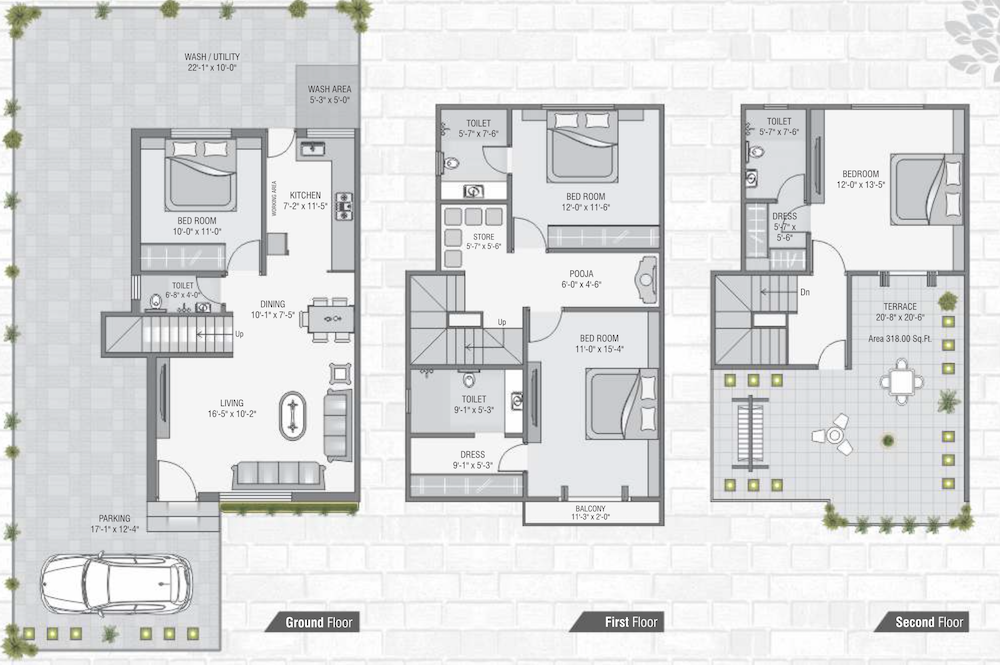 WASH / UTILITY
22'-1" x 10'-0"
WASH AREA
5'-3" x 5'-0"
WORKING AREA
KITCHEN
7'-2" x 11'-5"
BED ROOM
10'-0" x 11'-0"
TOILET
6'-8" x 4'-0"
DINING
10'-1" x 7'-5"
Up
LIVING
16'-5" x 10'-2"
PARKING
17'-1" x 12'-4"
Ground Floor
TOILET
5'-7" x 7'-6"
BED ROOM
12'-0" x 11'-6"
STORE
5'-7" x 5'-6"
POOJA
6'-0" x 4'-6"
Up
BED ROOM
11'-0" x 15'-4"
TOILET
9'-1" x 5'-3"
DRESS
9'-1" x 5'-3"
BALCONY
11'-3" x 2'-0"
First Floor
TOILET
5'-7" x 7'-6"
BEDROOM
12'-0" x 13'-5"
DRESS
5'-7" x
5'-6"
Dn
TERRACE
20'-8" x 20'-6"
Area 318.00 Sq.Ft.
Second Floor